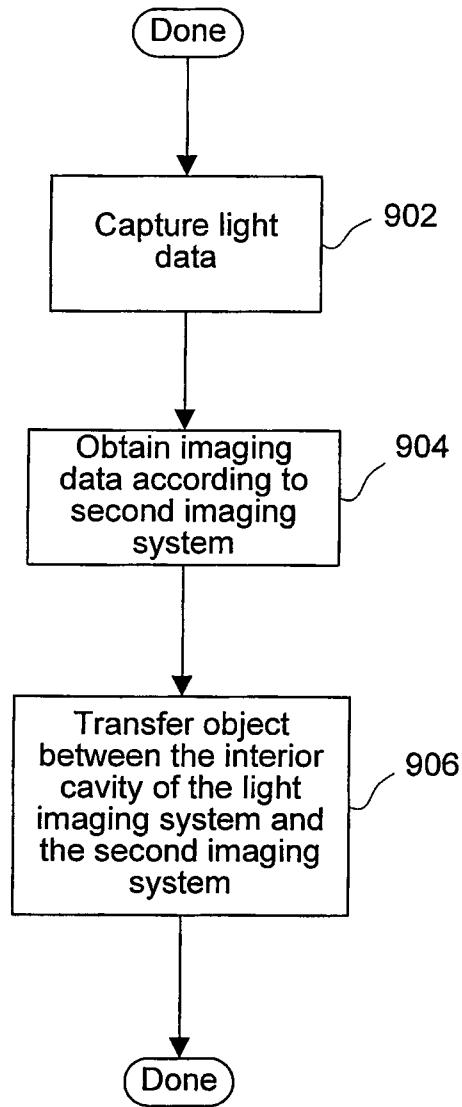 Done
Capture light
data
902
Obtain imaging
data according to
second imaging
system
904
Transfer object
between the interior
cavity of the light
imaging system and
the second imaging
system
906
Done